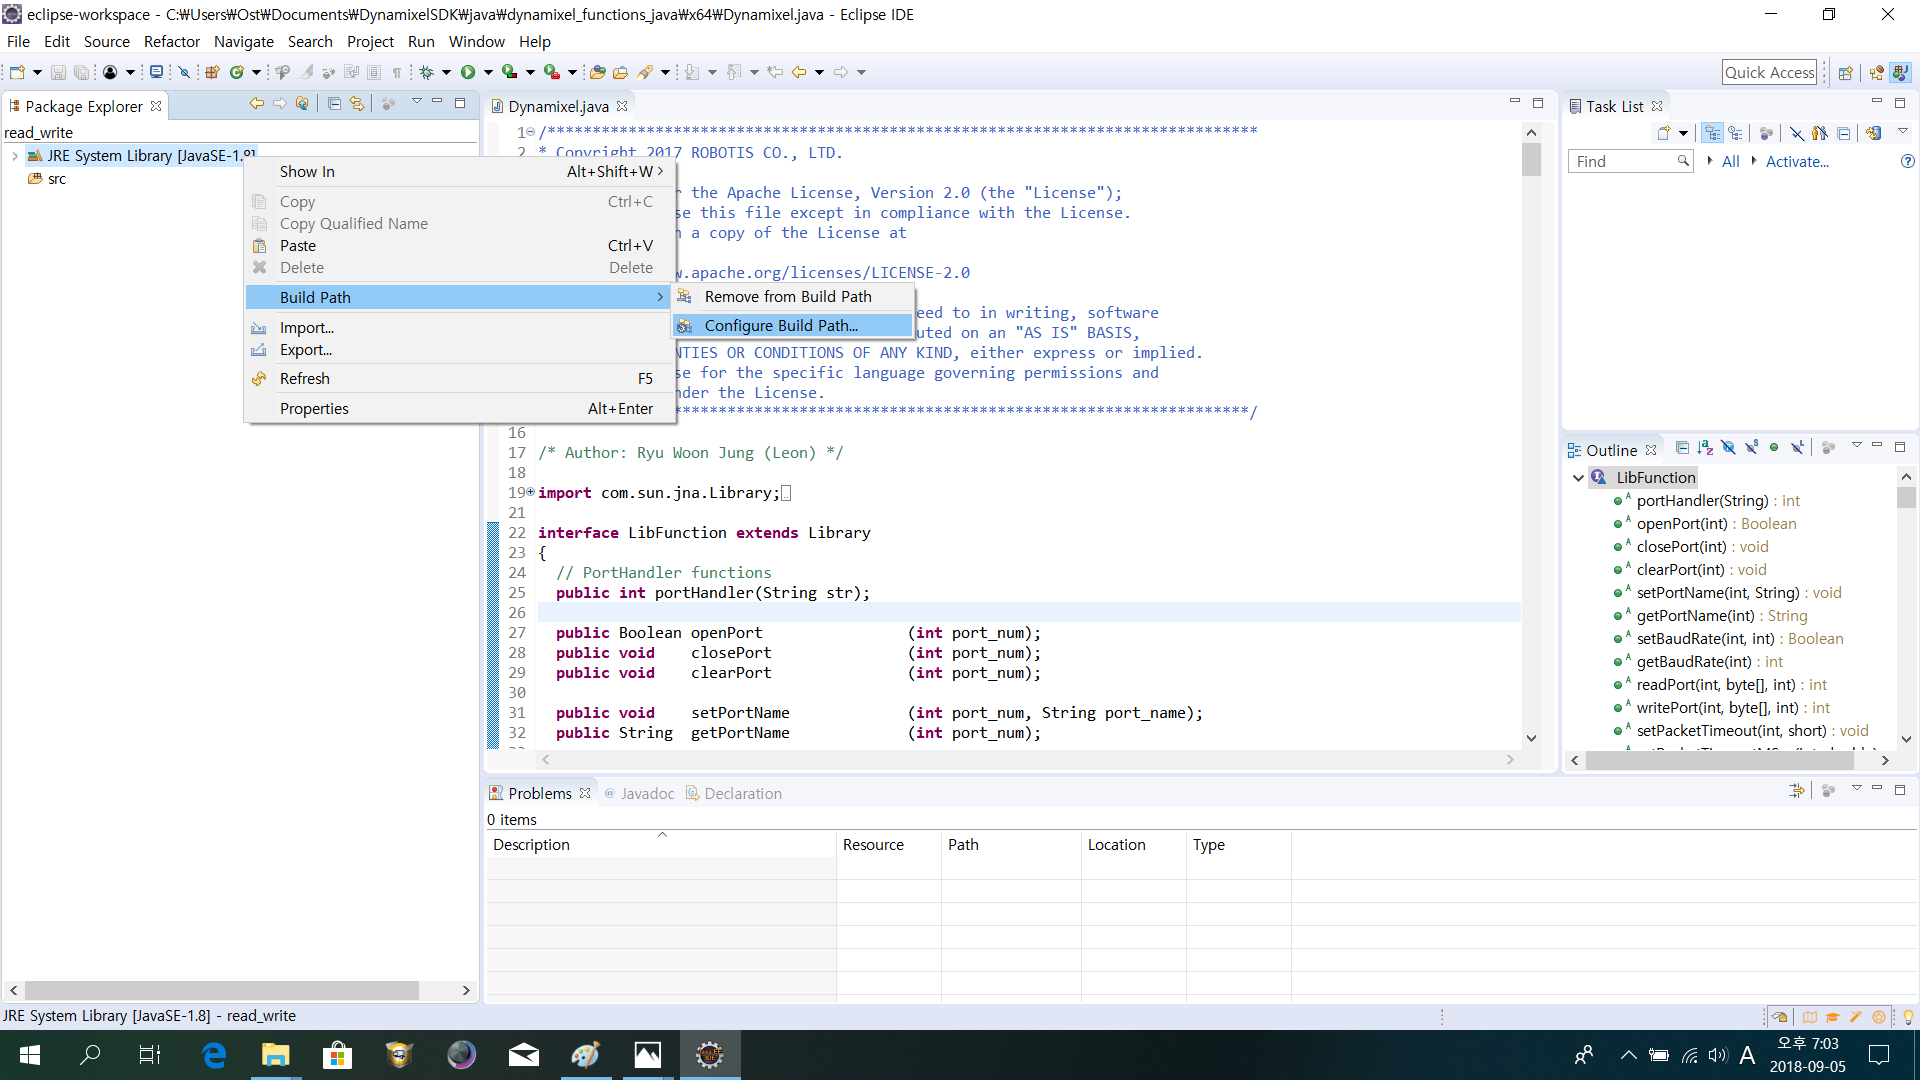 eclipse-workspace - C:₩Users₩Ost₩Documents₩DynamixelSDK₩java₩dynamixel_functions_java₩x64₩Dynamixel.java - Eclipse IDE
File Edit Source Refactor Navigate Search Project Run Window Help
Quick Access
Package Explorer
read_write
JRE System Library [JavaSE-1.8]
src
Show In Alt+Shift+W
Copy Ctrl+C
Copy Qualified Name
Paste Ctrl+V
Delete Delete
Build Path
Import...
Export...
Refresh F5
Properties Alt+Enter
Remove from Build Path
Configure Build Path...
Dynamixel.java
1 /*******************************************************************************
2 * Copyright 2017 ROBOTIS CO., LTD.
the Apache License, Version 2.0 (the "License");
se this file except in compliance with the License.
a copy of the License at
w.apache.org/licenses/LICENSE-2.0
eed to in writing, software
uted on an "AS IS" BASIS,
NTIES OR CONDITIONS OF ANY KIND, either express or implied.
se for the specific language governing permissions and
nder the License.
****************************************************************/
16
17 /* Author: Ryu Woon Jung (Leon) */
18
19 import com.sun.jna.Library;
21
22 interface LibFunction extends Library
23 {
24 // PortHandler functions
25 public int portHandler(String str);
26
27 public Boolean openPort (int port_num);
28 public void closePort (int port_num);
29 public void clearPort (int port_num);
30
31 public void setPortName (int port_num, String port_name);
32 public String getPortName (int port_num);
Task List
Find All Activate...
Outline
LibFunction
portHandler(String) : int
openPort(int) : Boolean
closePort(int) : void
clearPort(int) : void
setPortName(int, String) : void
getPortName(int) : String
setBaudRate(int, int) : Boolean
getBaudRate(int) : int
readPort(int, byte[], int) : int
writePort(int, byte[], int) : int
setPacketTimeout(int, short) : void
Problems @ Javadoc Declaration
0 items
Description Resource Path Location Type
JRE System Library [JavaSE-1.8] - read_write
A
오후 7:03
2018-09-05